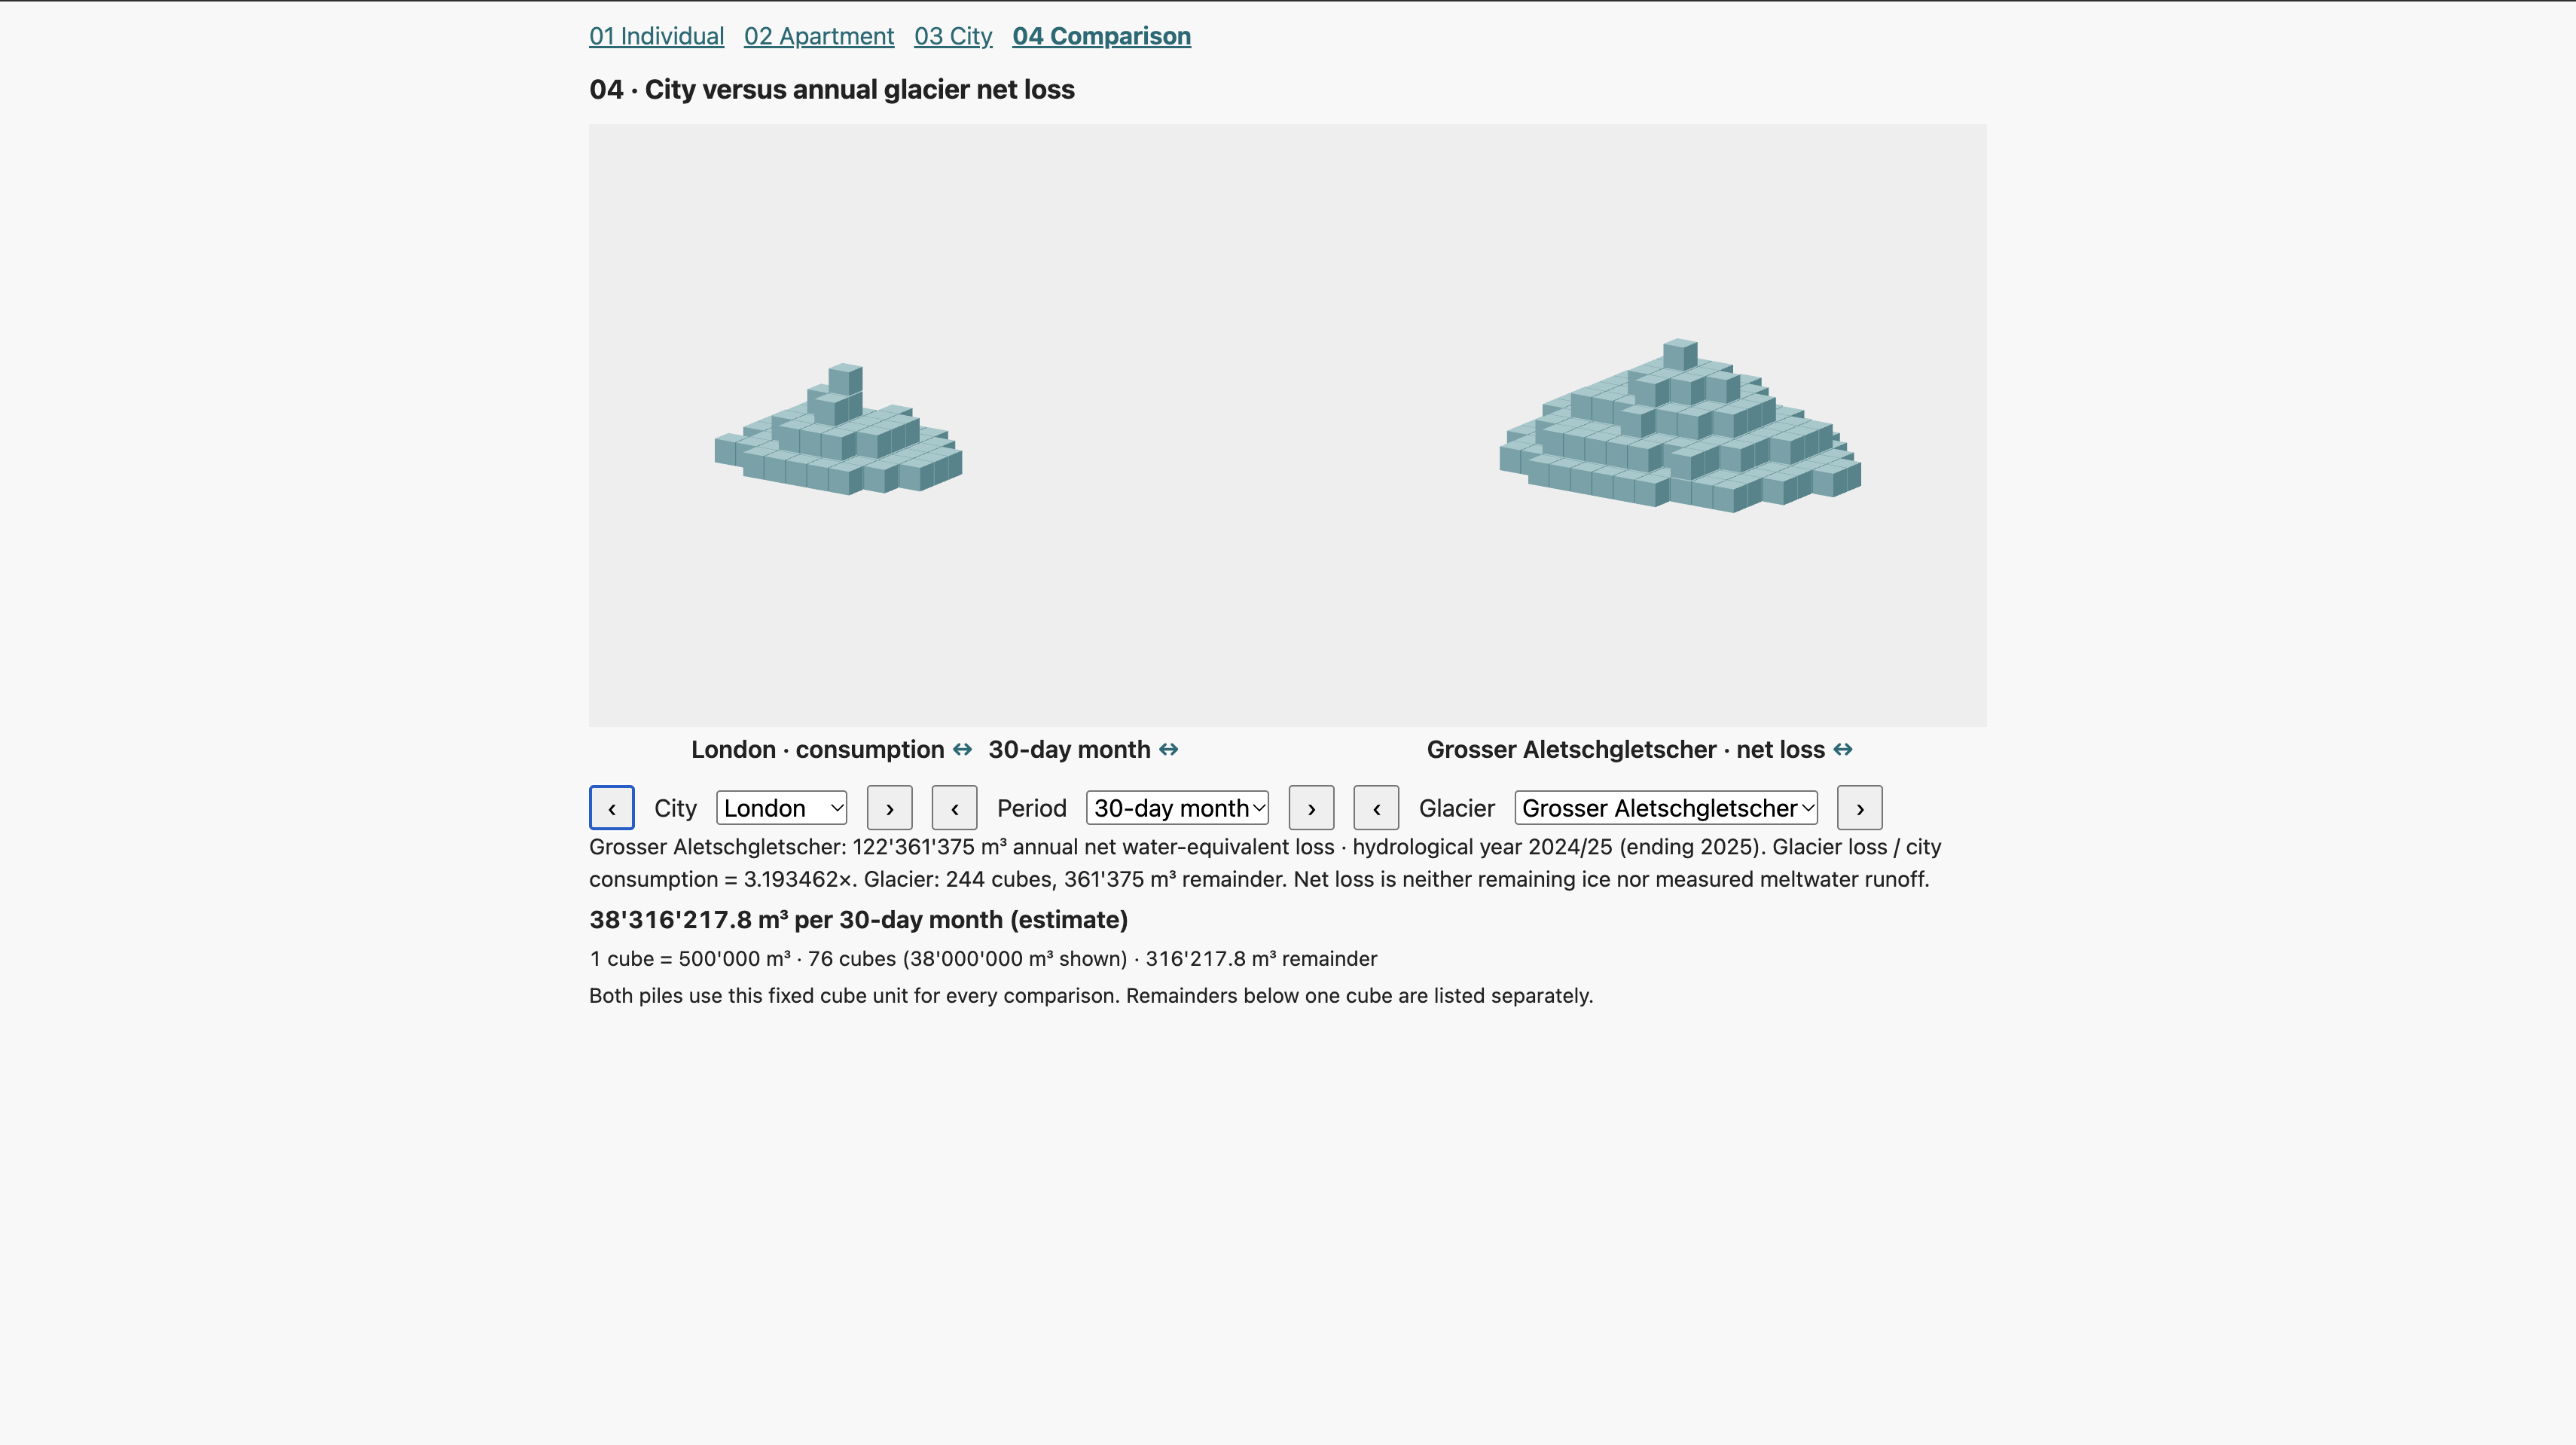 01 Individual 02 Apartment 03 City 04 Comparison
04 · City versus annual glacier net loss
London · consumption ↔ 30-day month ↔ Grosser Aletschgletscher · net loss ↔
‹ City London › ‹ Period 30-day month › ‹ Glacier Grosser Aletschgletscher ›
Grosser Aletschgletscher: 122'361'375 m³ annual net water-equivalent loss · hydrological year 2024/25 (ending 2025). Glacier loss / city
consumption = 3.193462×. Glacier: 244 cubes, 361'375 m³ remainder. Net loss is neither remaining ice nor measured meltwater runoff.
38'316'217.8 m³ per 30-day month (estimate)
1 cube = 500'000 m³ · 76 cubes (38'000'000 m³ shown) · 316'217.8 m³ remainder
Both piles use this fixed cube unit for every comparison. Remainders below one cube are listed separately.